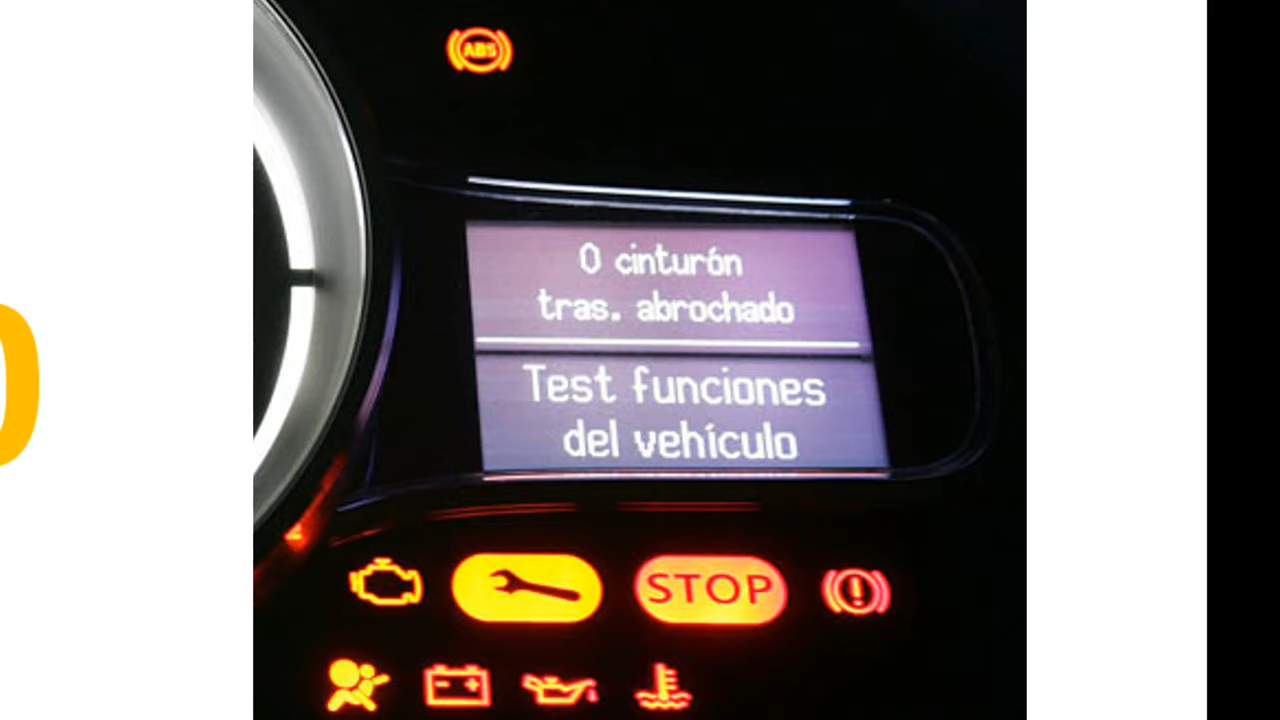 ABS
0 cinturón
tras. abrochado
Test funciones
del vehículo
STOP